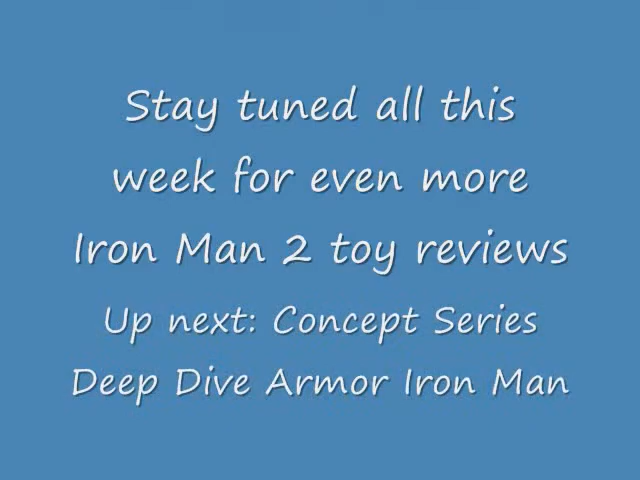 Stay tuned all this
week for even more
Iron Man 2 toy reviews
Up next: Concept Series
Deep Dive Armor Iron Man